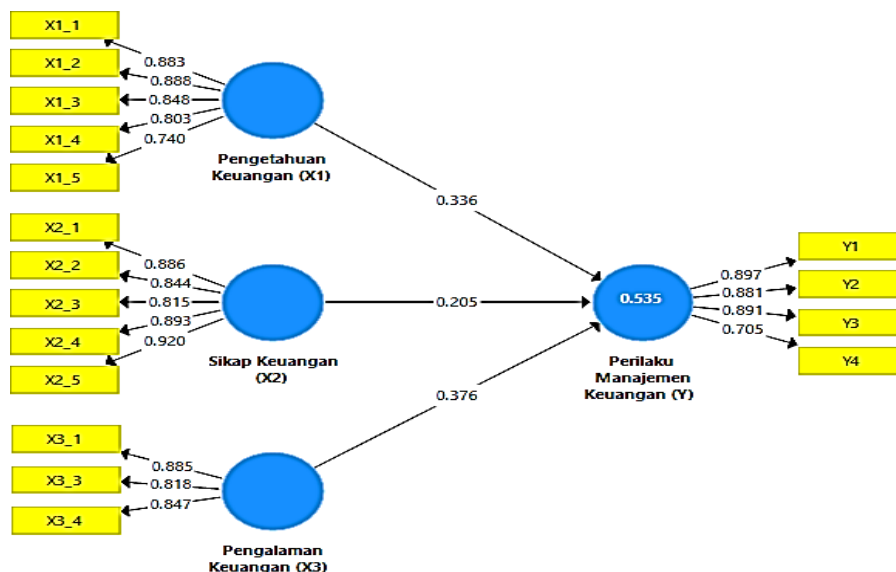 X1_1
X1_2
X1_3
X1_4
X1_5
0.883
0.888
0.848
0.803
0.740
Pengetahuan
Keuangan (X1)
0.336
X2_1
X2_2
X2_3
X2_4
X2_5
0.886
0.844
0.815
0.893
0.920
Sikap Keuangan
(X2)
0.205
X3_1
X3_3
X3_4
0.885
0.818
0.847
Pengalaman
Keuangan (X3)
0.376
0.535
Perilaku
Manajemen
Keuangan (Y)
0.897
0.881
0.891
0.705
Y1
Y2
Y3
Y4